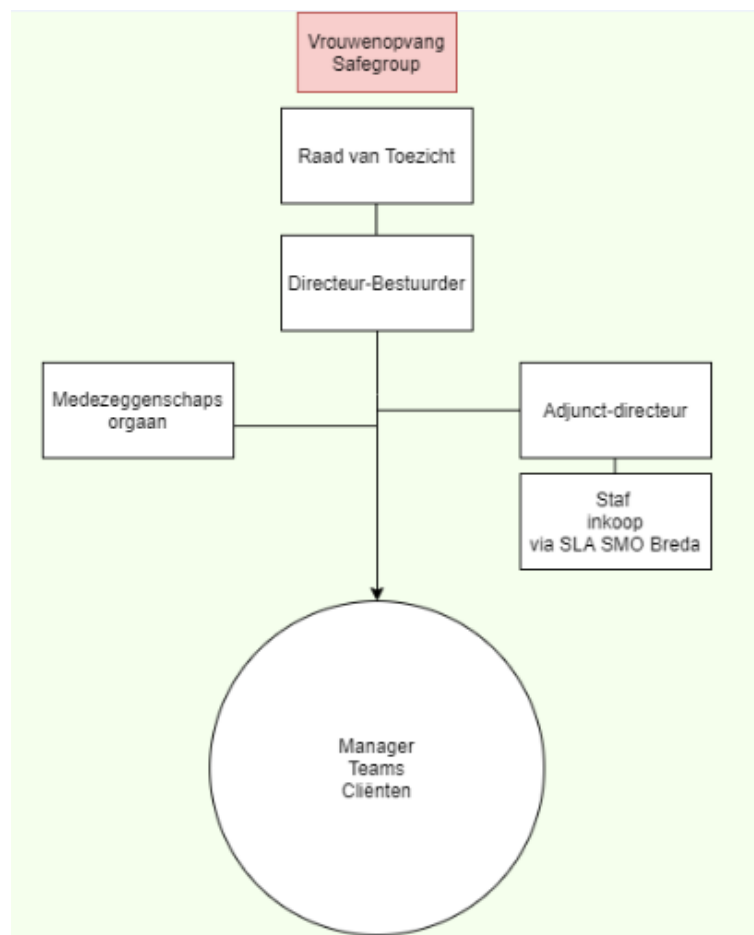 Vrouwenopvang
Safegroup
Raad van Toezicht
Directeur-Bestuurder
Medezeggenschaps
orgaan
Adjunct-directeur
Staf
inkoop
via SLA SMO Breda
Manager
Teams
Cliënten